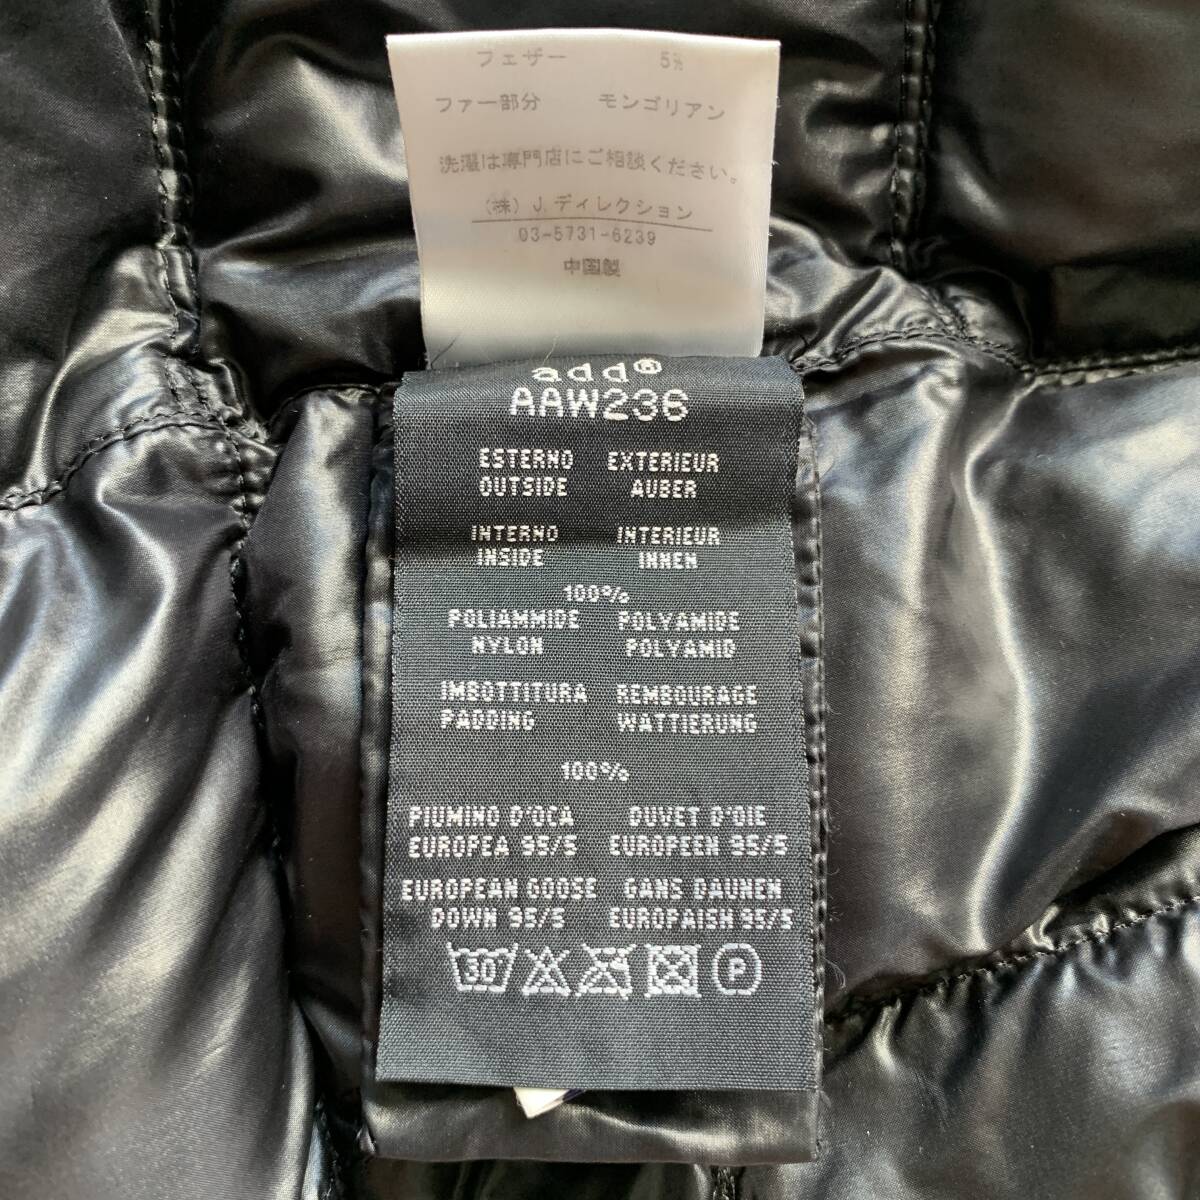 フェザー 5%
ファー部分 モンゴリアン
洗濯は専門店にご相談ください。
(株) J.ディレクション
03-5731-6239
中国製
add®
AAW236
ESTERNO EXTERIEUR
OUTSIDE AUBER
INTERNO INTERIEUR
INSIDE INNEN
100%
POLIAMMIDE POLYAMIDE
NYLON POLYAMID
IMBOTTITURA REMBOURAGE
PADDING WATTIERUNG
100%
PIUMINO D'OCA DUVET D'OIE
EUROPEA 95/5 EUROPEEN 95/5
EUROPEAN GOOSE GANS DAUNEN
DOWN 95/5 EUROPAISH 95/5
30 P